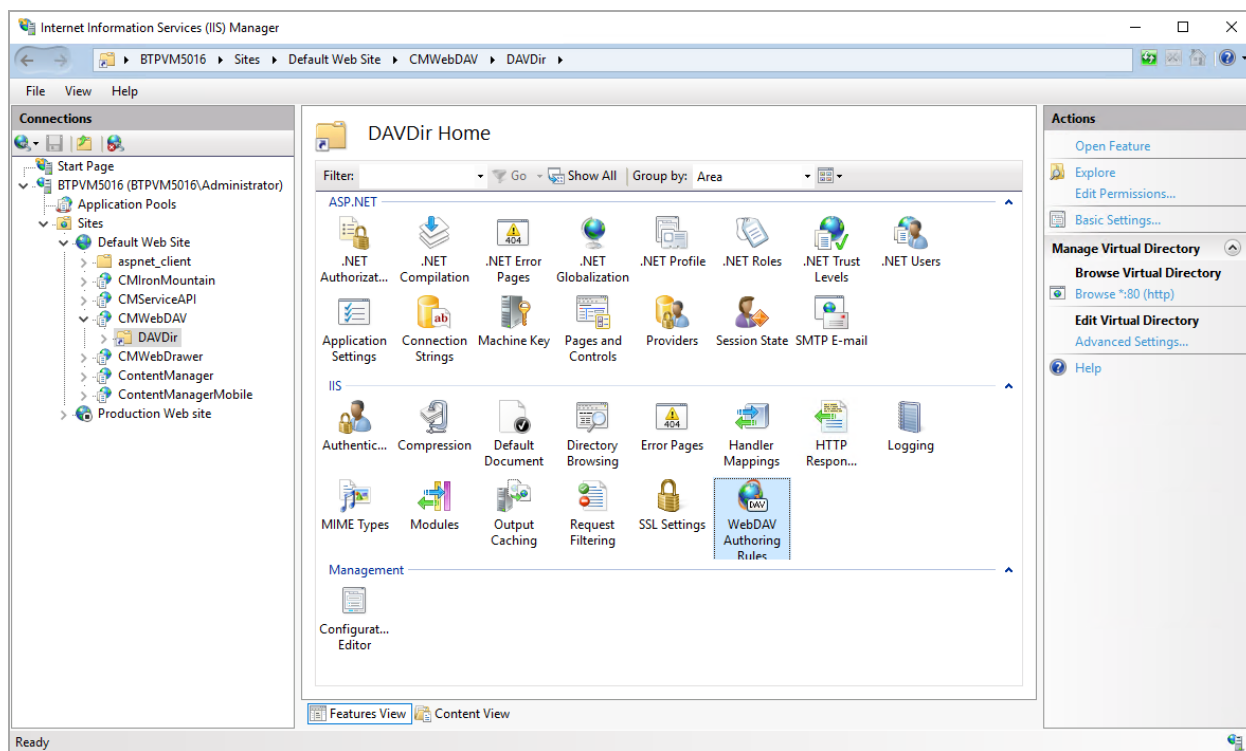 Internet Information Services (IIS) Manager
BTPVM5016 Sites Default Web Site CMWebDAV DAVDir
File View Help
Connections
Start Page
BTPVM5016 (BTPVM5016\Administrator)
Application Pools
Sites
Default Web Site
aspnet_client
CMIronMountain
CMServiceAPI
CMWebDAV
DAVDir
CMWebDrawer
ContentManager
ContentManagerMobile
Production Web site
DAVDir Home
Filter: Go Show All Group by: Area
ASP.NET
.NET Authorizat...
.NET Compilation
404
.NET Error Pages
.NET Globalization
.NET Profile
.NET Roles
.NET Trust Levels
.NET Users
Application Settings
ab
Connection Strings
Machine Key
Pages and Controls
Providers
Session State
SMTP E-mail
IIS
Authentic...
Compression
Default Document
Directory Browsing
404
Error Pages
Handler Mappings
HTTP Respon...
Logging
MIME Types
Modules
Output Caching
Request Filtering
SSL Settings
DAV
WebDAV Authoring Rules
Management
Configurat... Editor
Features View Content View
Actions
Open Feature
Explore
Edit Permissions...
Basic Settings...
Manage Virtual Directory
Browse Virtual Directory
Browse *:80 (http)
Edit Virtual Directory
Advanced Settings...
Help
Ready